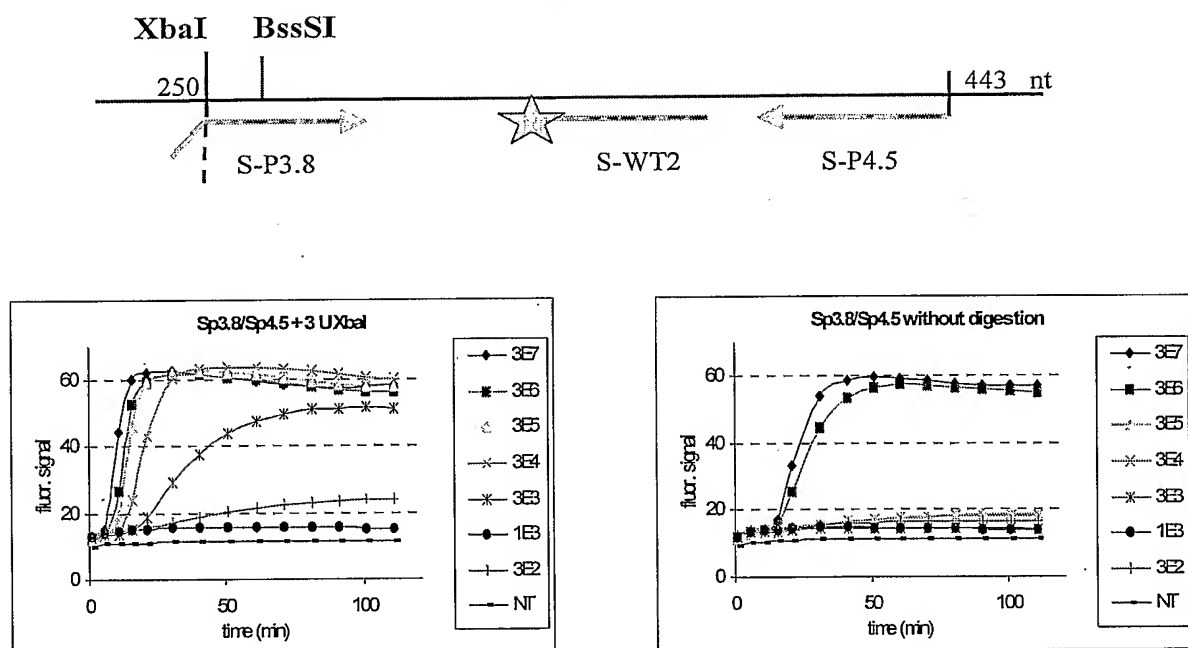 XbaI BssSI
250 443 nt
S-P3.8 S-WT2 S-P4.5
Sp3.8/Sp4.5 + 3 UXbaI
fluor. signal
60
40
20
0
0 50 100
time (min)
3E7
3E6
3E5
3E4
3E3
1E3
3E2
NT
Sp3.8/Sp4.5 without digestion
fluor. signal
60
40
20
0
0 50 100
time (min)
3E7
3E6
3E5
3E4
3E3
1E3
3E2
NT